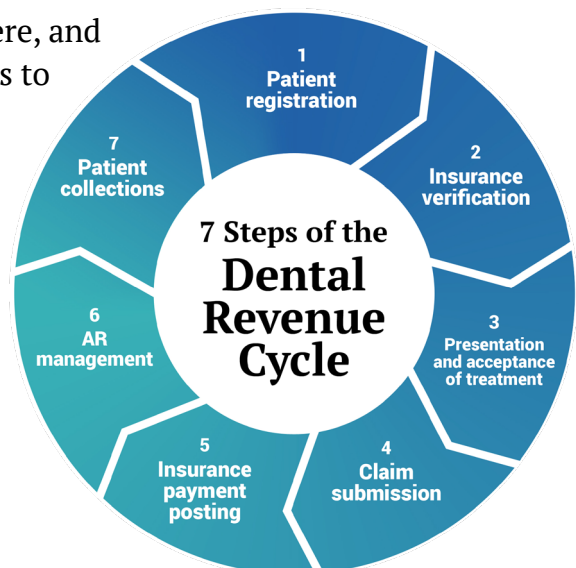 ere, and
s to
1
Patient
registration
2
Insurance
verification
3
Presentation
and acceptance
of treatment
4
Claim
submission
5
Insurance
payment
posting
6
AR
management
7
Patient
collections
7 Steps of the
Dental
Revenue
Cycle